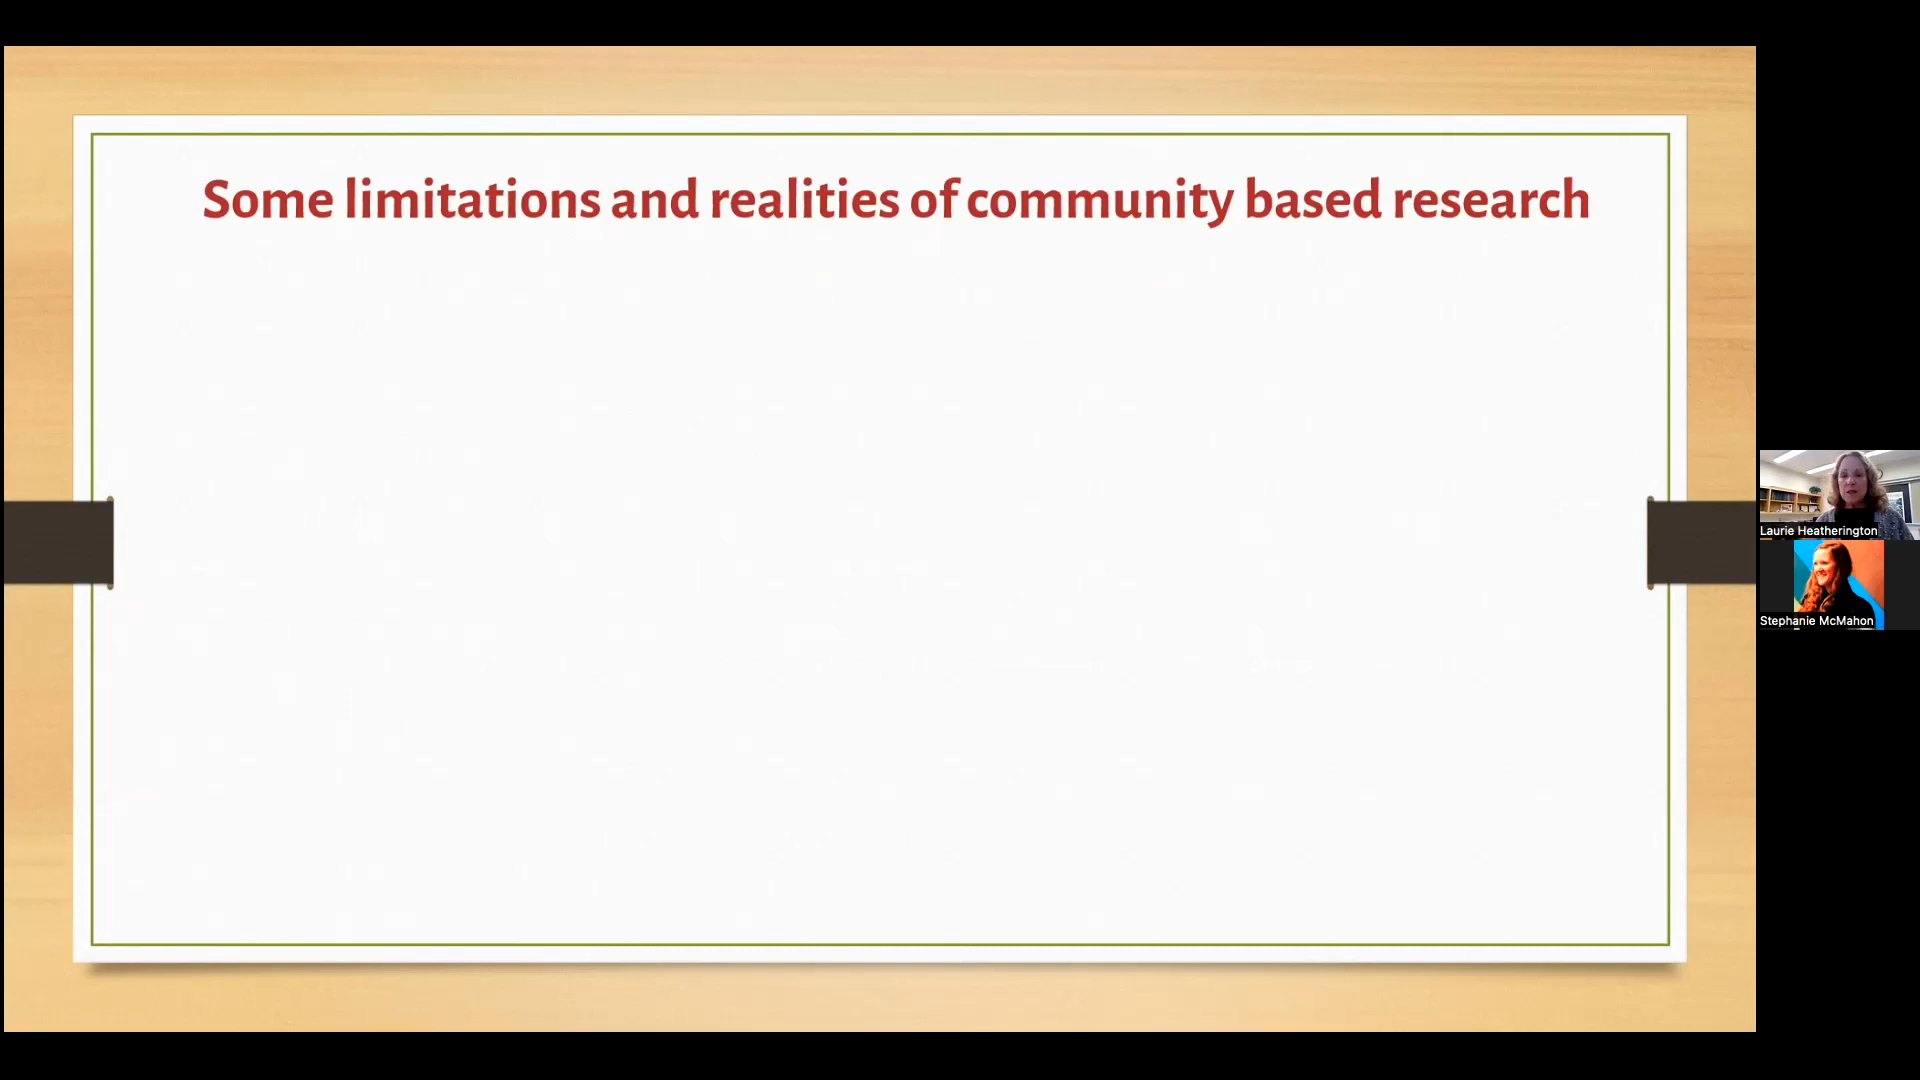 Some limitations and realities of community based research
Laurie Heatherington
Stephanie McMahon